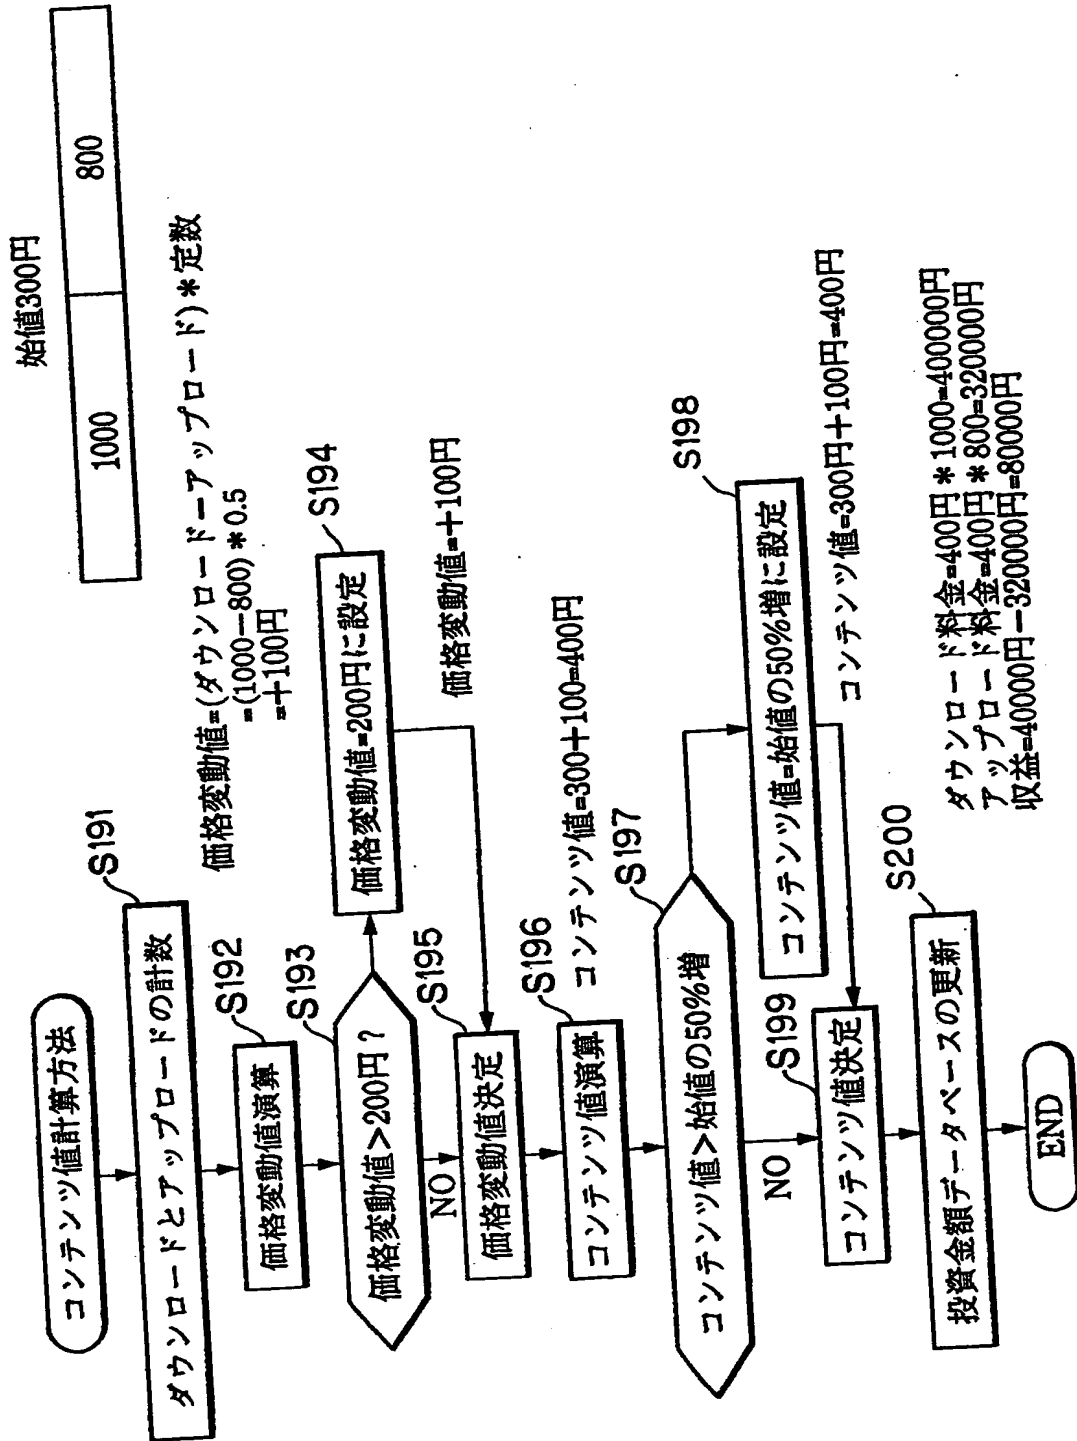 始値300円
1000
800
コンテンツ値計算方法
S191
ダウンロードとアップロードの計数
価格変動値=(ダウンロードーアップロード)*定数
=(1000-800)*0.5
=+100円
S192
価格変動値演算
S193
価格変動値>200円?
S194
価格変動値=200円に設定
NO
価格変動値=+100円
S195
価格変動値決定
S196
コンテンツ値演算
コンテンツ値=300+100=400円
S197
コンテンツ値>始値の50%増
S198
コンテンツ値=始値の50%増に設定
NO
コンテンツ値=300円+100円=400円
S199
コンテンツ値決定
S200
投資金額データベースの更新
ダウンロード料金=400円*1000=400000円
アップロード料金=400円*800=320000円
収益=40000円-320000円=80000円
END